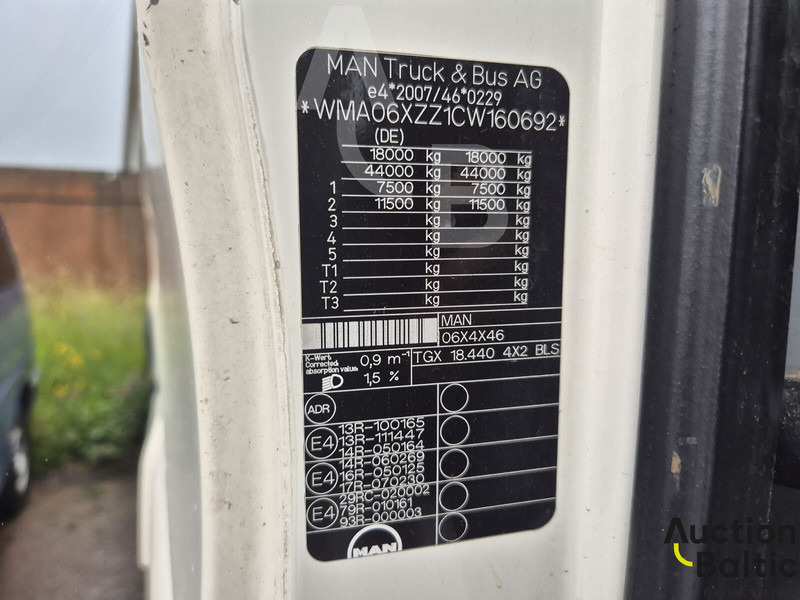 MAN Truck & Bus AG
e4*2007/46*0229
*WMA06XZZ1CW160692*
(DE)
18000 kg 18000 kg
44000 kg 44000 kg
1 7500 kg 7500 kg
2 11500 kg 11500 kg
3 kg kg
4 kg kg
5 kg kg
T1 kg kg
T2 kg kg
T3 kg kg
MAN
06X4X46
K-Wert.
Corrected
absorption value.
0,9 m⁻¹
1,5 %
TGX 18.440 4X2 BLS
ADR
13R-100165
E4 13R-111447
14R-050164
14R-060269
E4 16R-050125
17R-070230
29RC-020002
E4 79R-010161
93R-000003
MAN
AB
Auction
Baltic